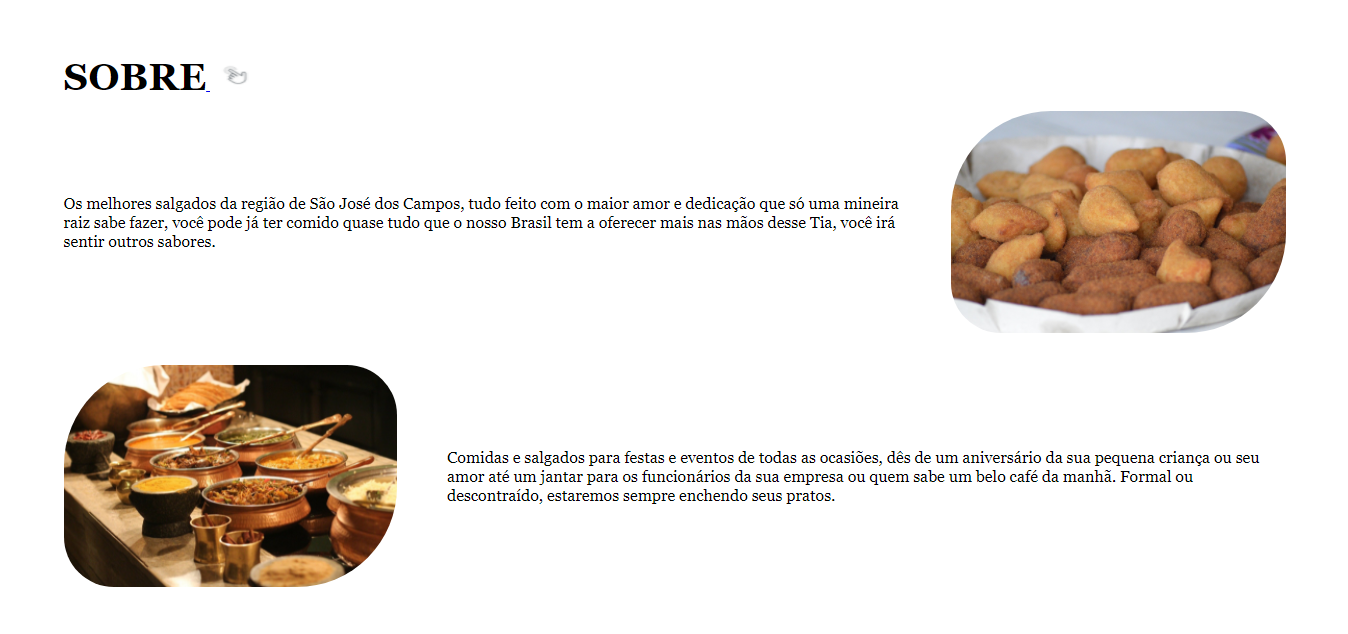 SOBRE
Os melhores salgados da região de São José dos Campos, tudo feito com o maior amor e dedicação que só uma mineira
raiz sabe fazer, você pode já ter comido quase tudo que o nosso Brasil tem a oferecer mais nas mãos desse Tia, você irá
sentir outros sabores.
Comidas e salgados para festas e eventos de todas as ocasiões, dês de um aniversário da sua pequena criança ou seu
amor até um jantar para os funcionários da sua empresa ou quem sabe um belo café da manhã. Formal ou
descontraído, estaremos sempre enchendo seus pratos.